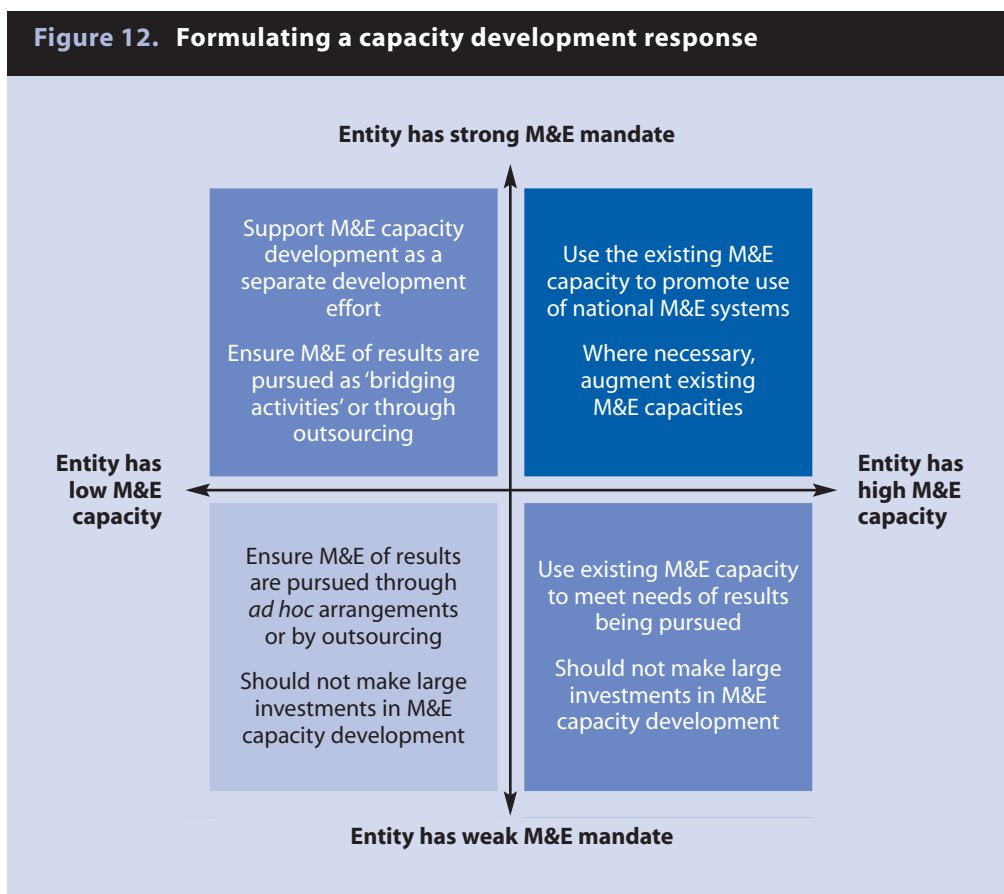 Figure 12. Formulating a capacity development response
Entity has strong M&E mandate
Support M&E capacity
development as a
separate development
effort
Ensure M&E of results are
pursued as ‘bridging
activities’ or through
outsourcing
Use the existing M&E
capacity to promote use
of national M&E systems
Where necessary,
augment existing
M&E capacities
Entity has
low M&E
capacity
Entity has
high M&E
capacity
Ensure M&E of results
are pursued through
ad hoc arrangements
or by outsourcing
Should not make large
investments in M&E
capacity development
Use existing M&E capacity
to meet needs of results
being pursued
Should not make large
investments in M&E
capacity development
Entity has weak M&E mandate